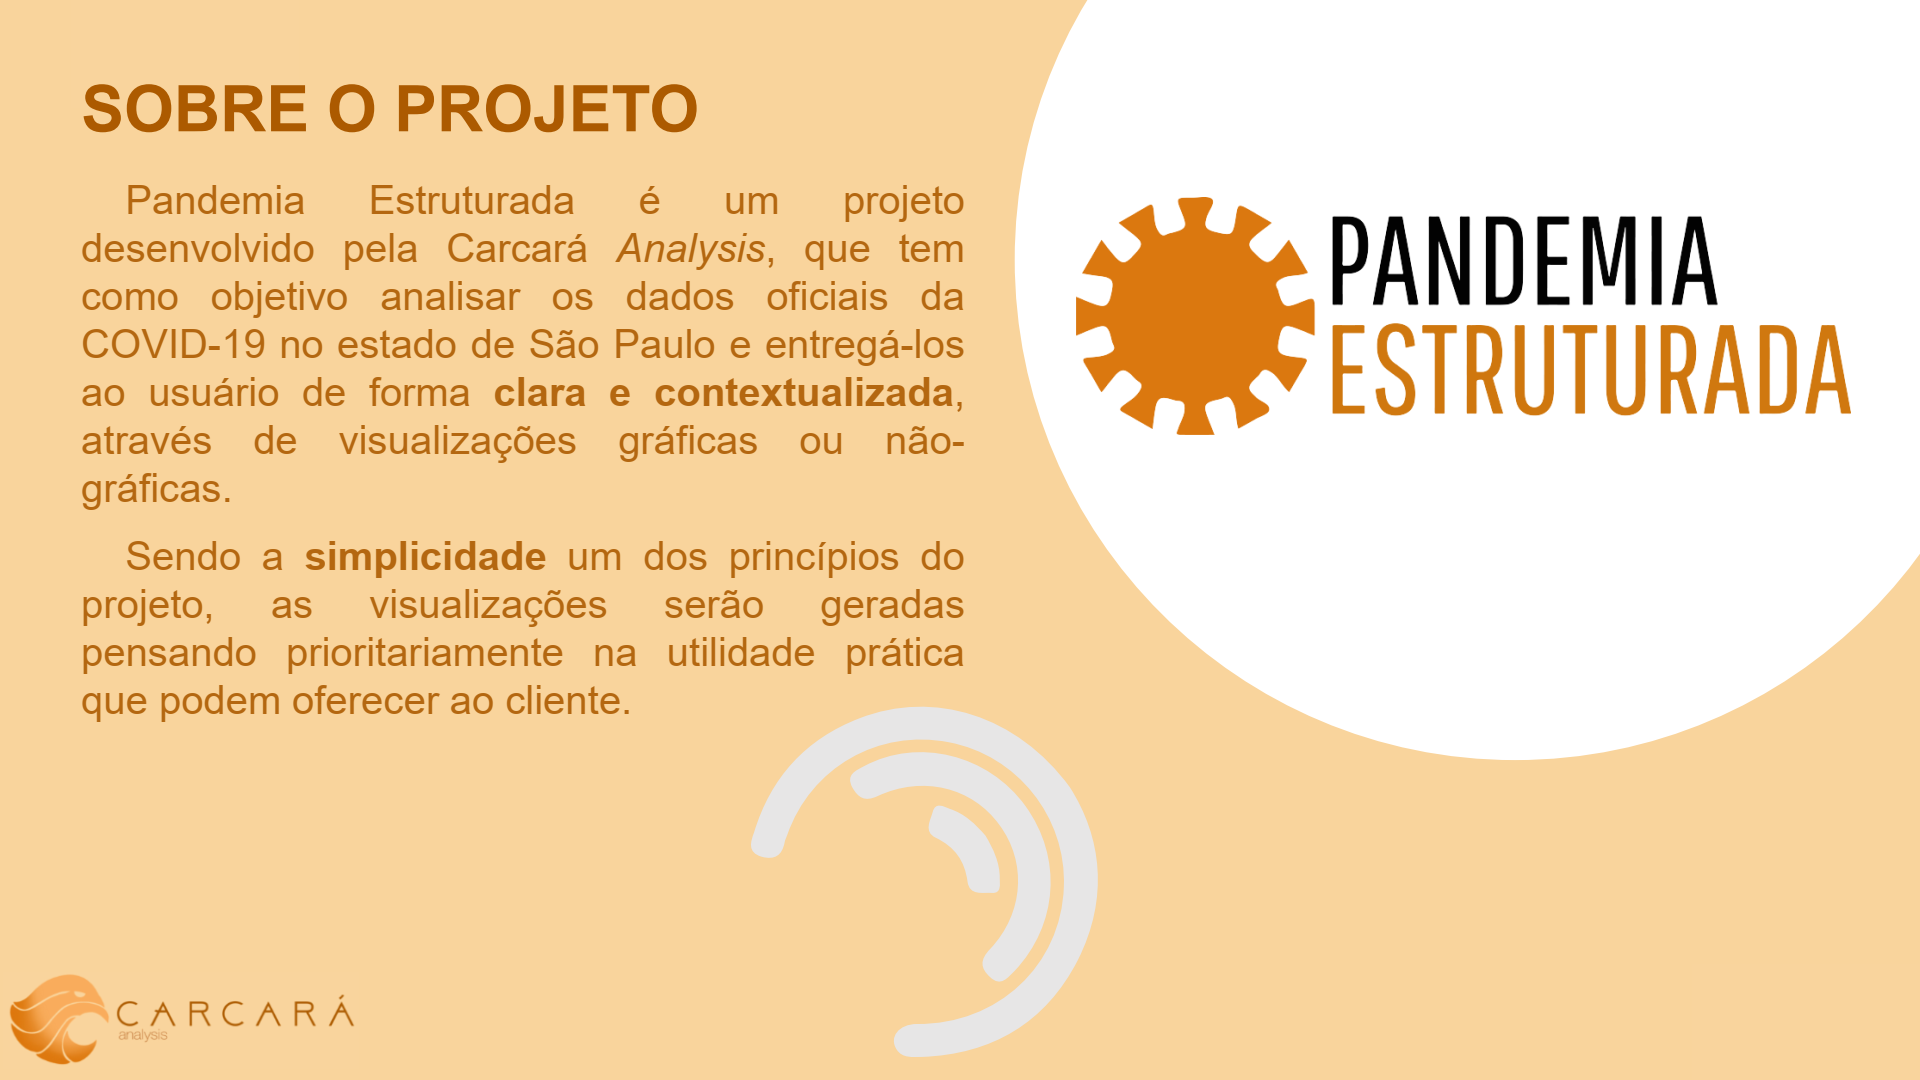 SOBRE O PROJETO
Pandemia Estruturada é um projeto
desenvolvido pela Carcará Analysis, que tem
como objetivo analisar os dados oficiais da
COVID-19 no estado de São Paulo e entregá-los
ao usuário de forma clara e contextualizada,
através de visualizações gráficas ou não-
gráficas.
Sendo a simplicidade um dos princípios do
projeto, as visualizações serão geradas
pensando prioritariamente na utilidade prática
que podem oferecer ao cliente.
PANDEMIA
ESTRUTURADA
CARCARÁ
analysis